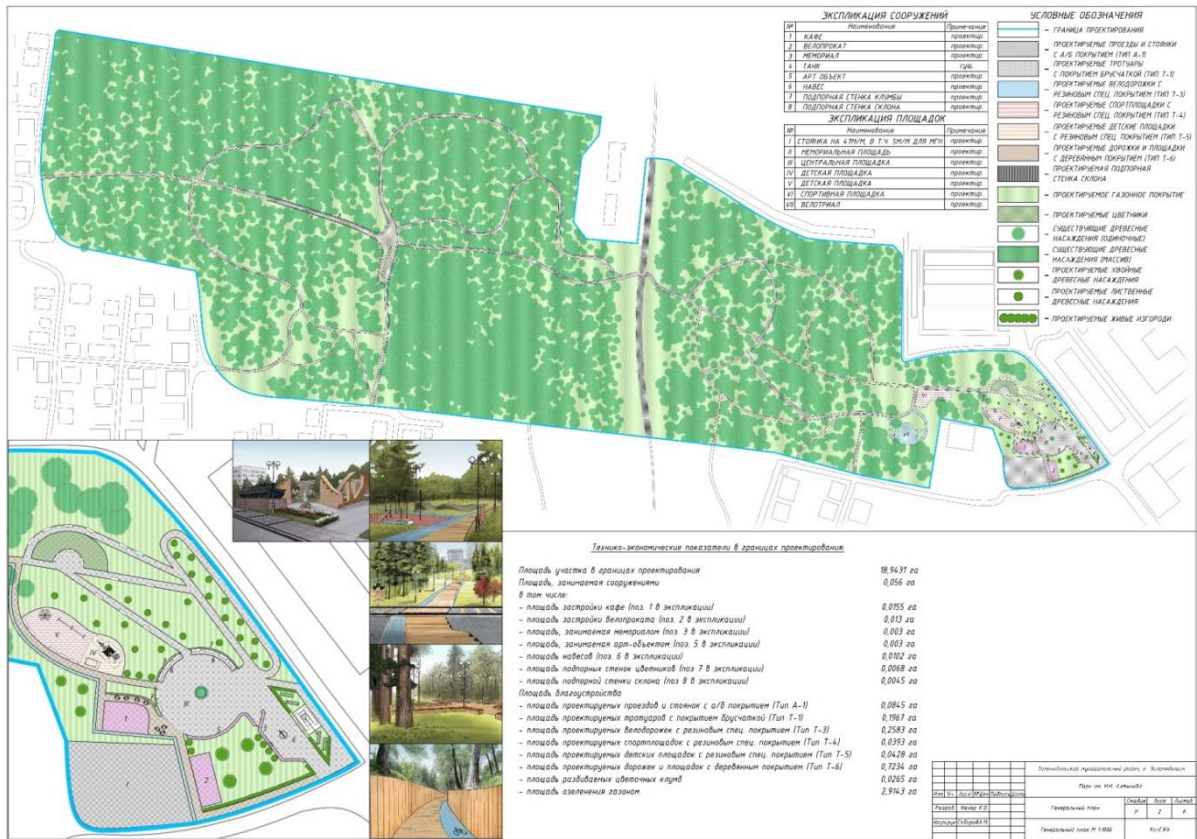 ЭКСПЛИКАЦИЯ СООРУЖЕНИЙ
№ Наименование Примечание
1 КАФЕ проектир.
2 ВЕЛОПРОКАТ проектир.
3 МЕМОРИАЛ проектир.
4 ТАНК сущ.
5 АРТ ОБЪЕКТ проектир.
6 НАВЕС проектир.
7 ПОДПОРНАЯ СТЕНКА КЛУМБЫ проектир.
8 ПОДПОРНАЯ СТЕНКА СКЛОНА проектир.
ЭКСПЛИКАЦИЯ ПЛОЩАДОК
№ Наименование Примечание
I СТОЯНКА НА 47М/М, В Т.Ч. 5М/М ДЛЯ МГН проектир.
II МЕМОРИАЛЬНАЯ ПЛОЩАДЬ проектир.
III ЦЕНТРАЛЬНАЯ ПЛОЩАДКА проектир.
IV ДЕТСКАЯ ПЛОЩАДКА проектир.
V ДЕТСКАЯ ПЛОЩАДКА проектир.
VI СПОРТИВНАЯ ПЛОЩАДКА проектир.
VII ВЕЛОТРИАЛ проектир.
УСЛОВНЫЕ ОБОЗНАЧЕНИЯ
- ГРАНИЦА ПРОЕКТИРОВАНИЯ
- ПРОЕКТИРУЕМЫЕ ПРОЕЗДЫ И СТОЯНКИ
С А/Б ПОКРЫТИЕМ (ТИП А-1)
- ПРОЕКТИРУЕМЫЕ ТРОТУАРЫ
С ПОКРЫТИЕМ БРУСЧАТКОЙ (ТИП Т-1)
- ПРОЕКТИРУЕМЫЕ ВЕЛОДОРОЖКИ С
РЕЗИНОВЫМ СПЕЦ. ПОКРЫТИЕМ (ТИП Т-3)
- ПРОЕКТИРУЕМЫЕ СПОРТПЛОЩАДКИ С
РЕЗИНОВЫМ СПЕЦ. ПОКРЫТИЕМ (ТИП Т-4)
- ПРОЕКТИРУЕМЫЕ ДЕТСКИЕ ПЛОЩАДКИ
С РЕЗИНОВЫМ СПЕЦ. ПОКРЫТИЕМ (ТИП Т-5)
- ПРОЕКТИРУЕМЫЕ ДОРОЖКИ И ПЛОЩАДКИ
С ДЕРЕВЯННЫМ ПОКРЫТИЕМ (ТИП Т-6)
- ПРОЕКТИРУЕМАЯ ПОДПОРНАЯ
СТЕНКА СКЛОНА
- ПРОЕКТИРУЕМОЕ ГАЗОННОЕ ПОКРЫТИЕ
- ПРОЕКТИРУЕМЫЕ ЦВЕТНИКИ
- СУЩЕСТВУЮЩИЕ ДРЕВЕСНЫЕ
НАСАЖДЕНИЯ (ОДИНОЧНЫЕ)
- СУЩЕСТВУЮЩИЕ ДРЕВЕСНЫЕ
НАСАЖДЕНИЯ (МАССИВ)
- ПРОЕКТИРУЕМЫЕ ХВОЙНЫЕ
ДРЕВЕСНЫЕ НАСАЖДЕНИЯ
- ПРОЕКТИРУЕМЫЕ ЛИСТВЕННЫЕ
ДРЕВЕСНЫЕ НАСАЖДЕНИЯ
- ПРОЕКТИРУЕМЫЕ ЖИВЫЕ ИЗГОРОДИ
VII
V
IV
III
1
2
I
6
Технико-экономические показатели в границах проектирования
Площадь участка в границах проектирования 18,9431 га
Площадь, занимаемая сооружениями 0,056 га
в том числе:
- площадь застройки кафе (поз. 1 в экспликации) 0,0155 га
- площадь застройки велопроката (поз. 2 в экспликации) 0,013 га
- площадь, занимаемая мемориалом (поз. 3 в экспликации) 0,003 га
- площадь, занимаемая арт-объектом (поз. 5 в экспликации) 0,003 га
- площадь навесов (поз. 6 в экспликации) 0,0102 га
- площадь подпорных стенок цветников (поз 7 в экспликации) 0,0068 га
- площадь подпорной стенки склона (поз 8 в экспликации) 0,0045 га
Площадь благоустройства
- площадь проектируемых проездов и стоянок с а/б покрытием (Тип А-1) 0,0845 га
- площадь проектируемых тротуаров с покрытием брусчаткой (Тип Т-1) 0,1967 га
- площадь проектируемых велодорожек с резиновым спец. покрытием (Тип Т-3) 0,2583 га
- площадь проектируемых спортплощадок с резиновым спец. покрытием (Тип Т-4) 0,0393 га
- площадь проектируемых детских площадок с резиновым спец. покрытием (Тип Т-5) 0,0428 га
- площадь проектируемых дорожек и площадок с деревянным покрытием (Тип Т-6) 0,7234 га
- площадь разбиваемых цветочных клумб 0,0265 га
- площадь озеленения газоном 2,9143 га
Генеральный план
Стадия Лист Листов
Р 2
Генеральный план М 1:1000